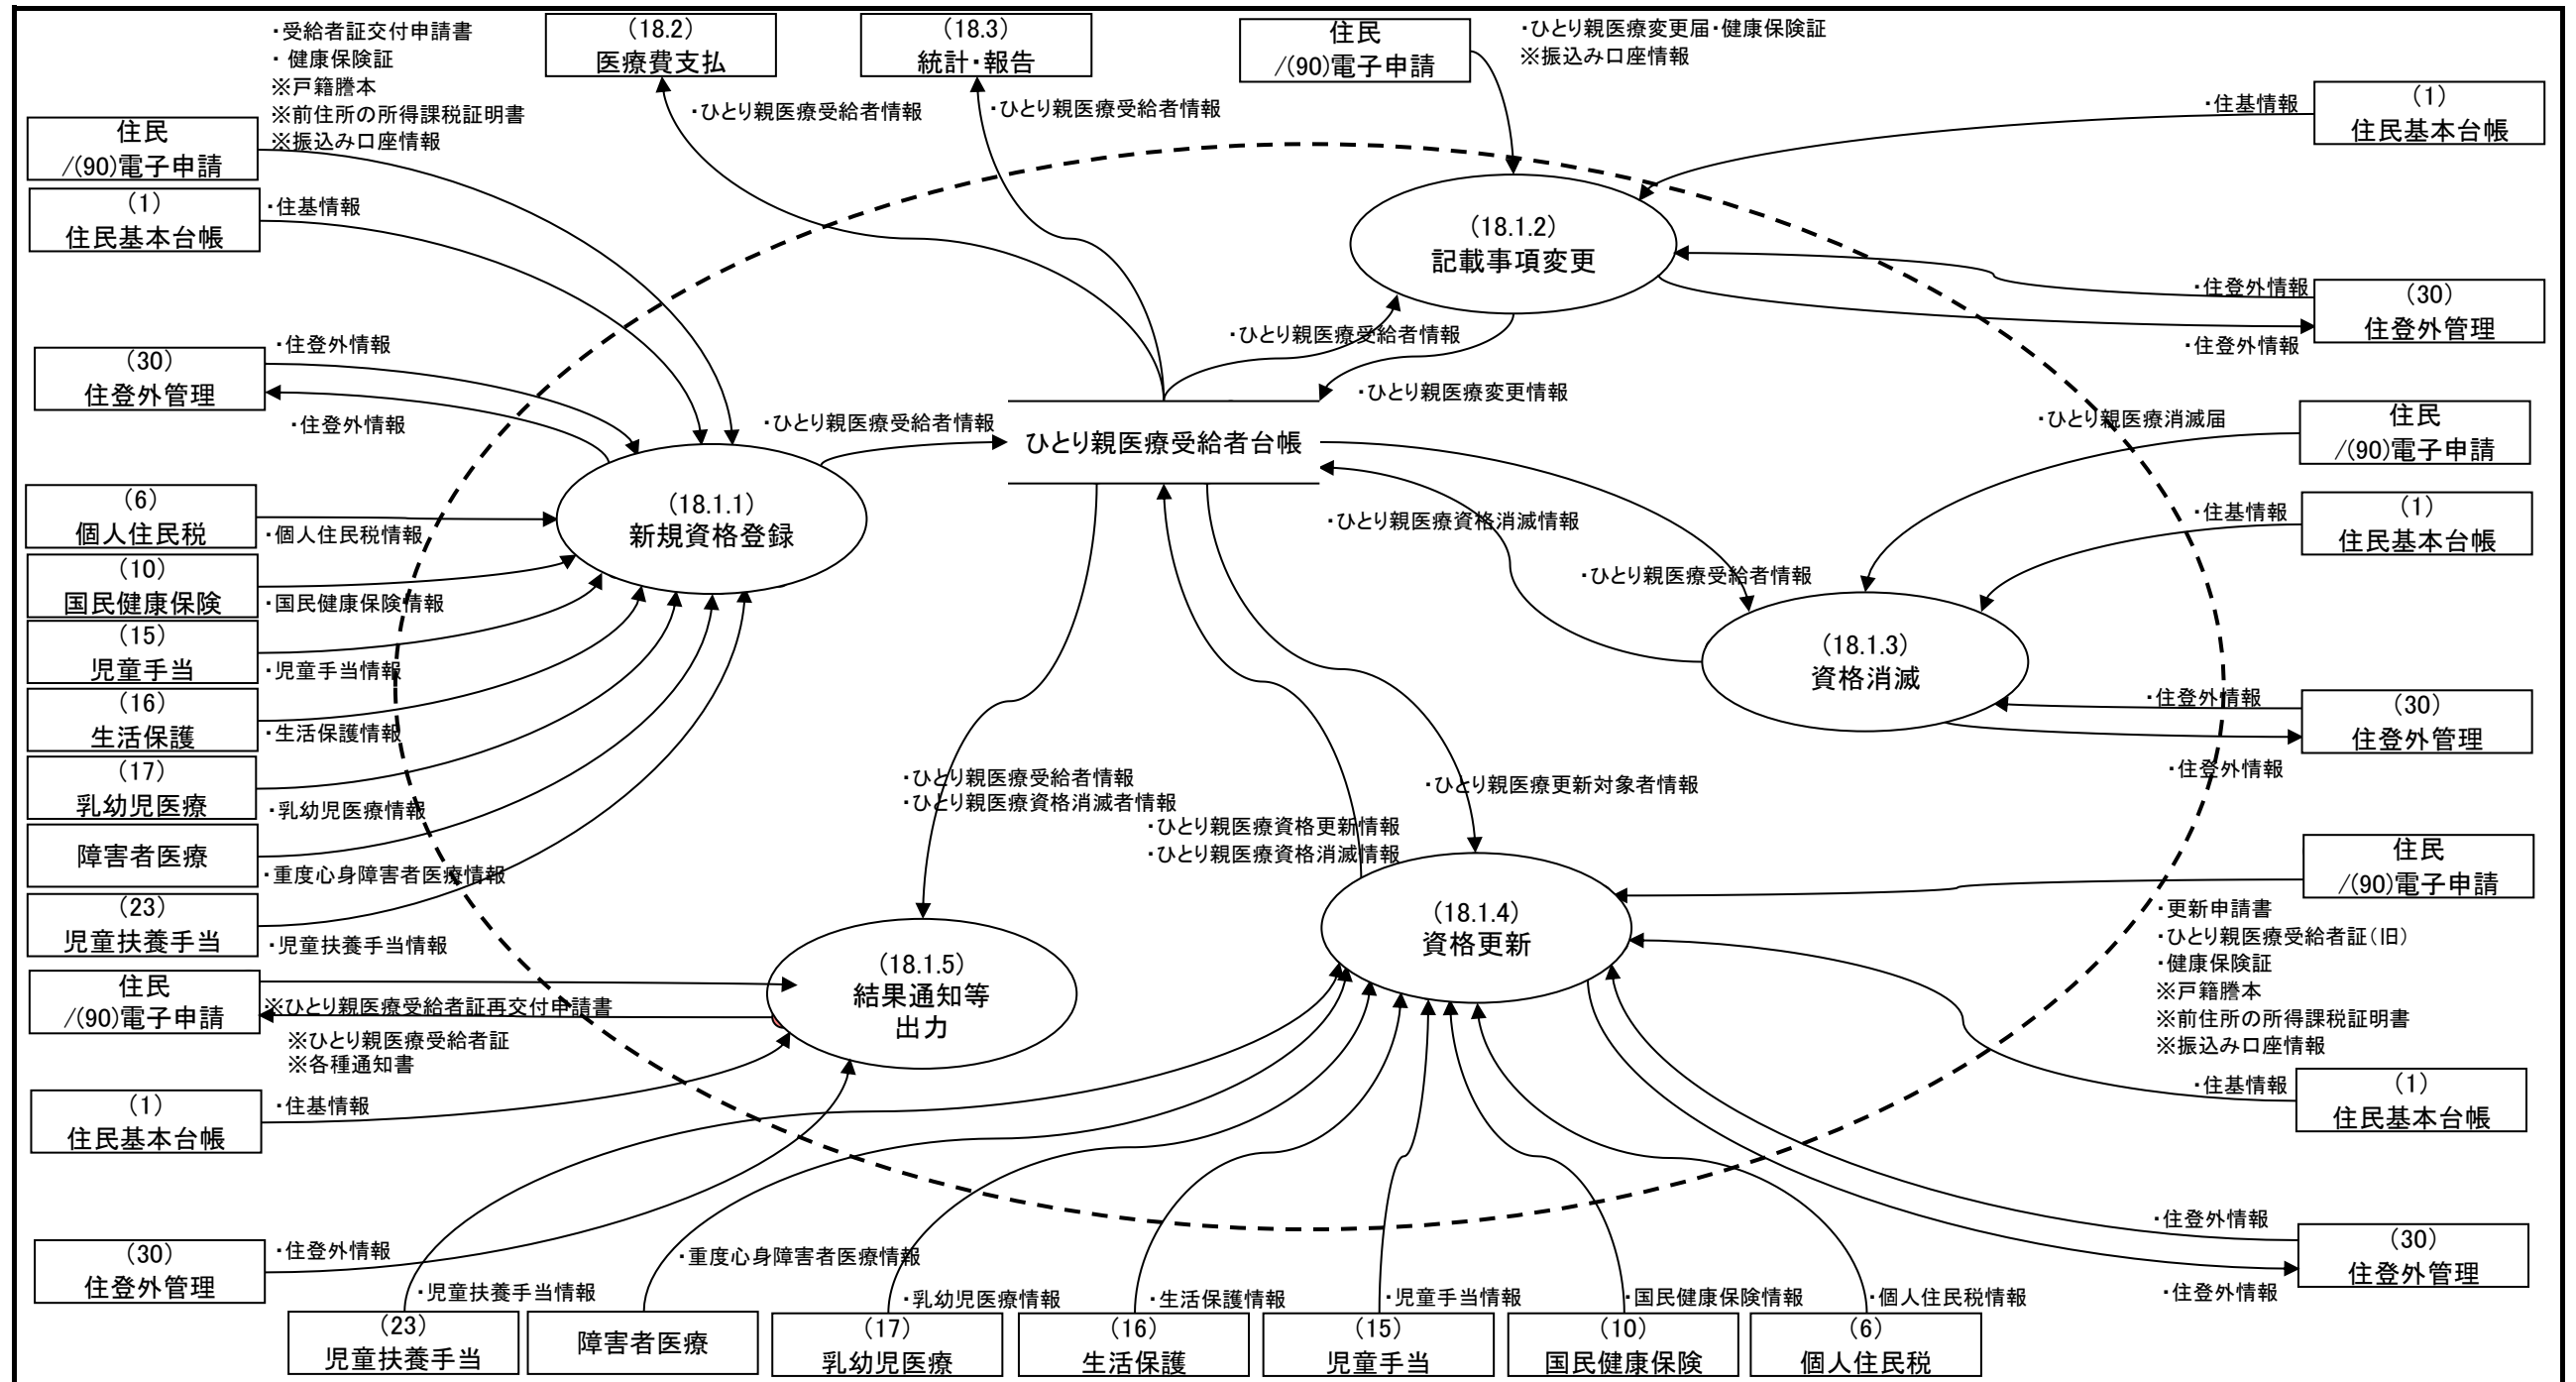 ・受給者証交付申請書
・ 健康保険証
※戸籍謄本
※前住所の所得課税証明書
※振込み口座情報
(18.2)
医療費支払
(18.3)
統計・報告
住民
/(90)電子申請
・ひとり親医療変更届・健康保険証
※振込み口座情報
・ひとり親医療受給者情報
・ひとり親医療受給者情報
・住基情報
(1)
住民基本台帳
住民
/(90)電子申請
(1)
住民基本台帳
・住基情報
(18.1.2)
記載事項変更
・住登外情報
(30)
住登外管理
・住登外情報
・住登外情報
(30)
住登外管理
・住登外情報
・ひとり親医療受給者情報
・ひとり親医療変更情報
・ひとり親医療受給者情報
ひとり親医療受給者台帳
・ひとり親医療消滅届
住民
/(90)電子申請
(6)
個人住民税
・個人住民税情報
(18.1.1)
新規資格登録
・ひとり親医療資格消滅情報
・住基情報
(1)
住民基本台帳
(10)
国民健康保険
・国民健康保険情報
・ひとり親医療受給者情報
(15)
児童手当
・児童手当情報
(18.1.3)
資格消滅
(16)
生活保護
・生活保護情報
・住登外情報
(30)
住登外管理
・住登外情報
(17)
乳幼児医療
・乳幼児医療情報
・ひとり親医療受給者情報
・ひとり親医療資格消滅者情報
・ひとり親医療更新対象者情報
・ひとり親医療資格更新情報
・ひとり親医療資格消滅情報
障害者医療
・重度心身障害者医療情報
住民
/(90)電子申請
(23)
児童扶養手当
・児童扶養手当情報
(18.1.4)
資格更新
・更新申請書
・ひとり親医療受給者証(旧)
・健康保険証
※戸籍謄本
※前住所の所得課税証明書
※振込み口座情報
住民
/(90)電子申請
※ひとり親医療受給者証再交付申請書
※ひとり親医療受給者証
※各種通知書
(18.1.5)
結果通知等
出力
(1)
住民基本台帳
・住基情報
・住基情報
(1)
住民基本台帳
(30)
住登外管理
・住登外情報
・住登外情報
(30)
住登外管理
・住登外情報
・児童扶養手当情報
・重度心身障害者医療情報
・乳幼児医療情報
・生活保護情報
・児童手当情報
・国民健康保険情報
・個人住民税情報
(23)
児童扶養手当
障害者医療
(17)
乳幼児医療
(16)
生活保護
(15)
児童手当
(10)
国民健康保険
(6)
個人住民税